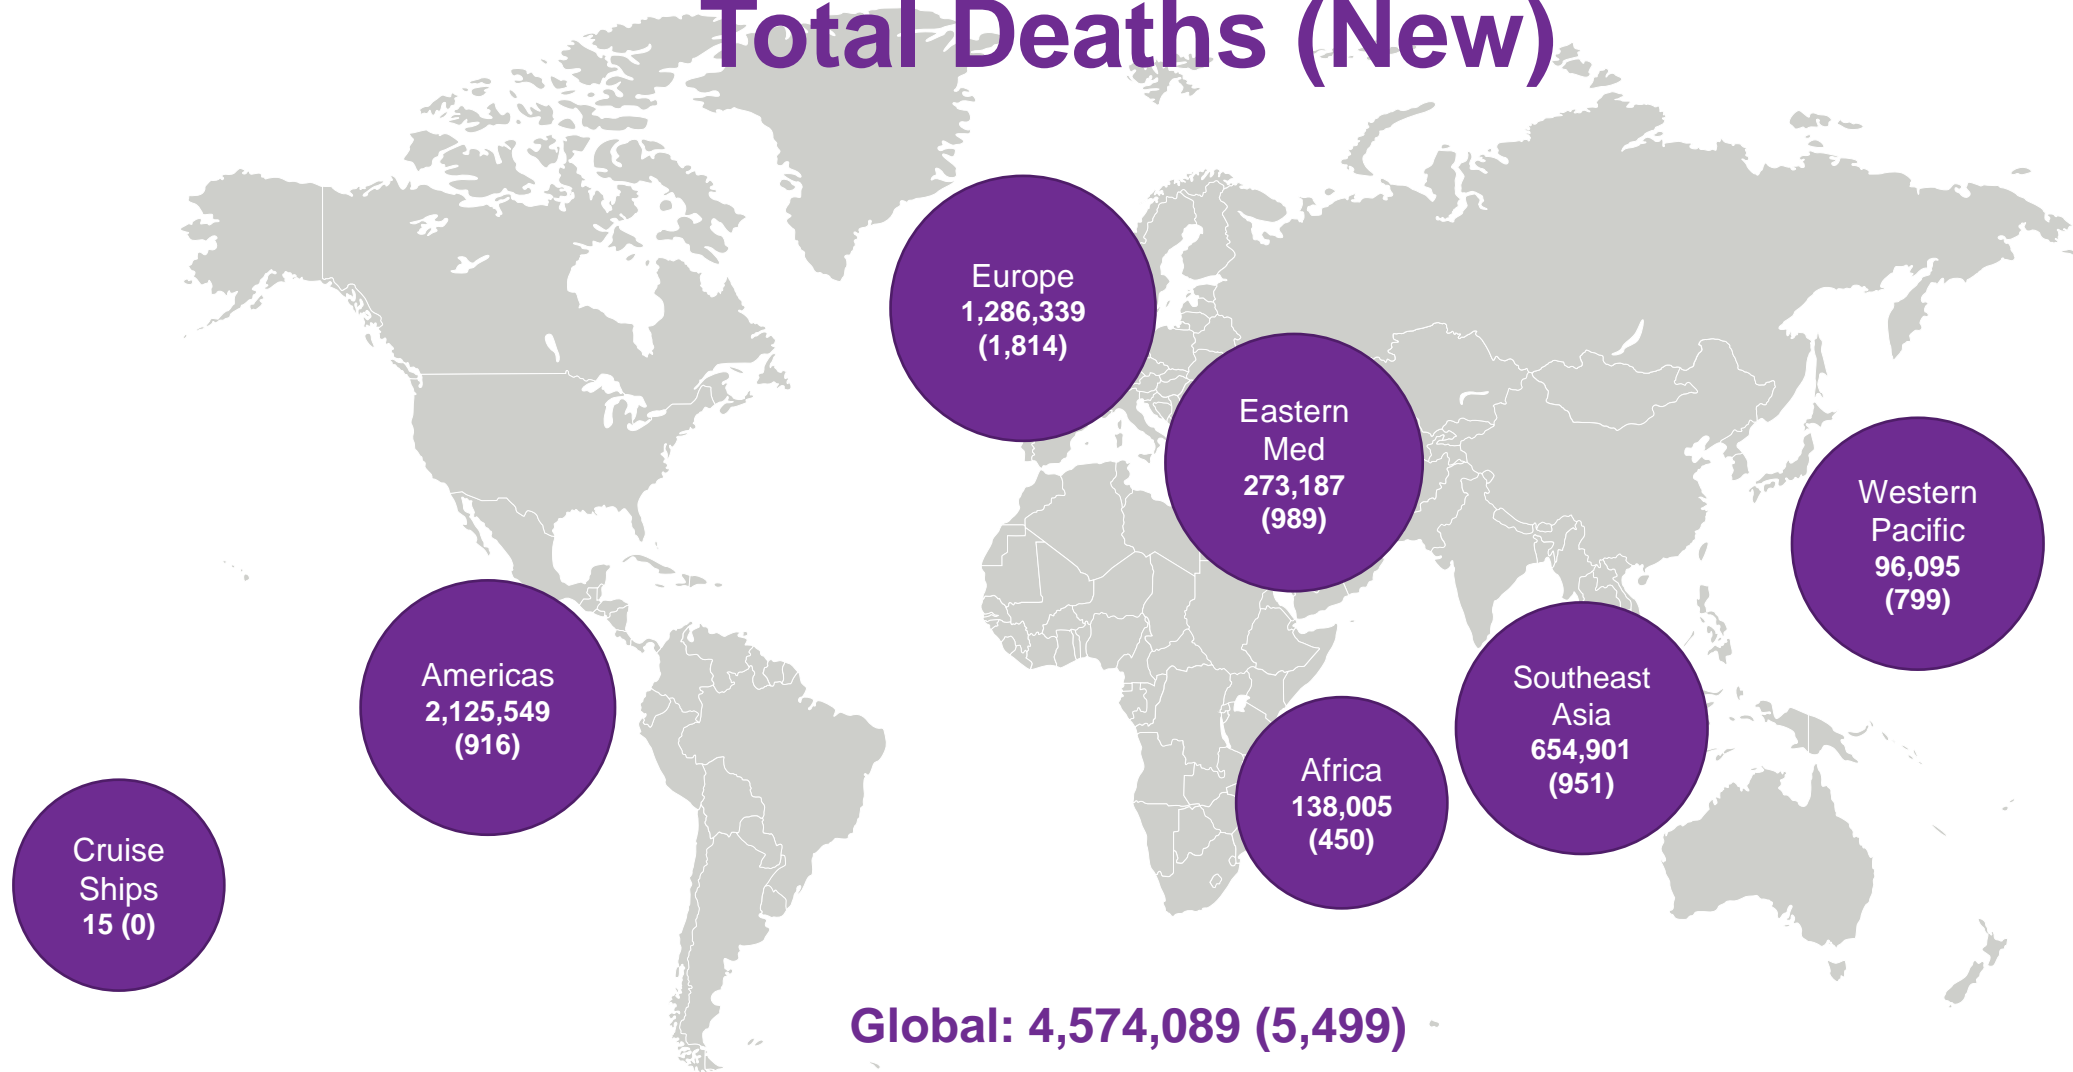 Total Deaths (New)
Europe
1,286,339
(1,814)
Eastern
Med
273,187
(989)
Western
Pacific
96,095
(799)
Americas
2,125,549
(916)
Southeast
Asia
654,901
(951)
Africa
138,005
(450)
Cruise
Ships
15 (0)
Global: 4,574,089 (5,499)